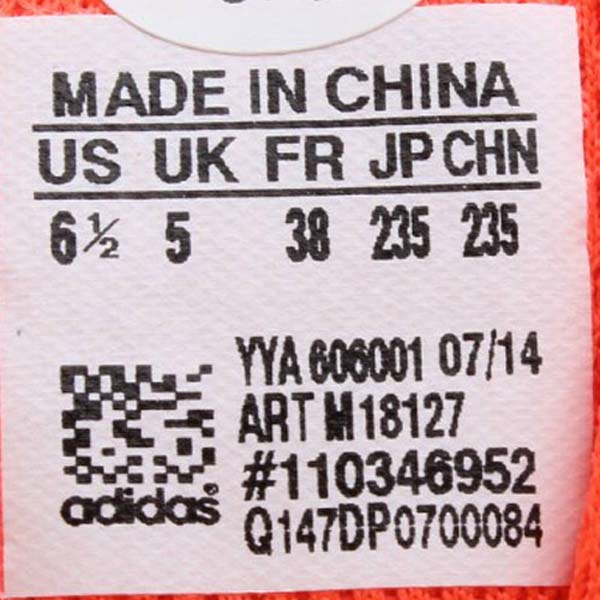 MADE IN CHINA
US UK FR JP CHN
6½ 5 38 235 235
YYA 606001 07/14
ART M18127
#110346952
Q147DP0700084
adidas®